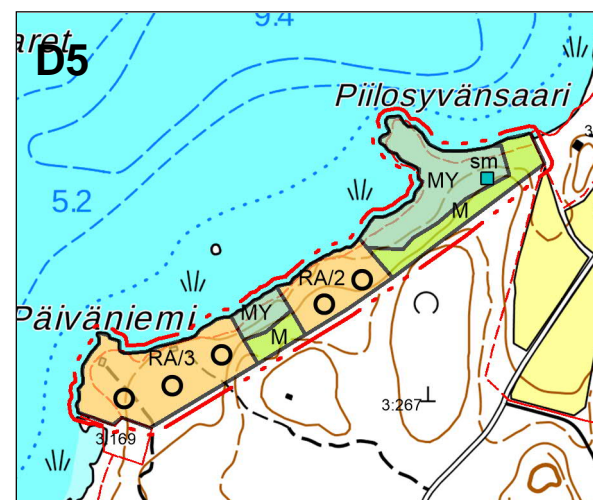 9.4
aret
D5
Piilosyvänsaari
3
sm
MY
M
5.2
RA/2
MY
Päiväniemi
M
RA/3
3:267
3:169